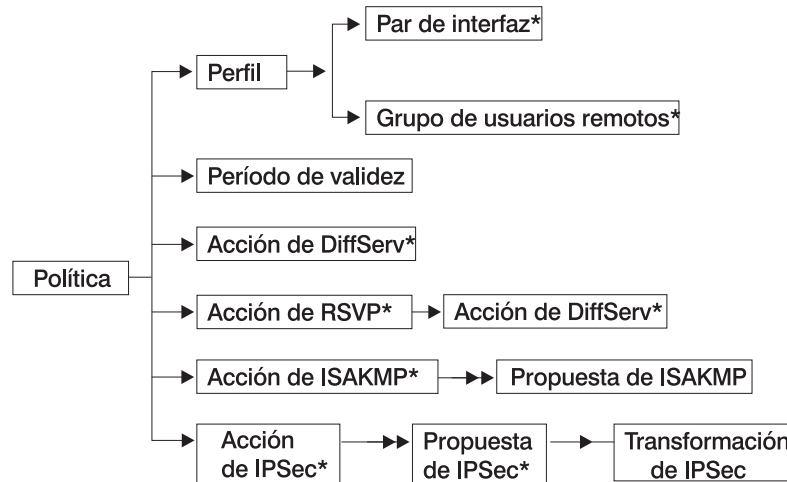 Par de interfaz*
Perfil
Grupo de usuarios remotos*
Período de validez
Acción de DiffServ*
Política
Acción de RSVP*
Acción de DiffServ*
Acción de ISAKMP*
Propuesta de ISAKMP
Acción
de IPSec*
Propuesta
de IPSec*
Transformación
de IPSec